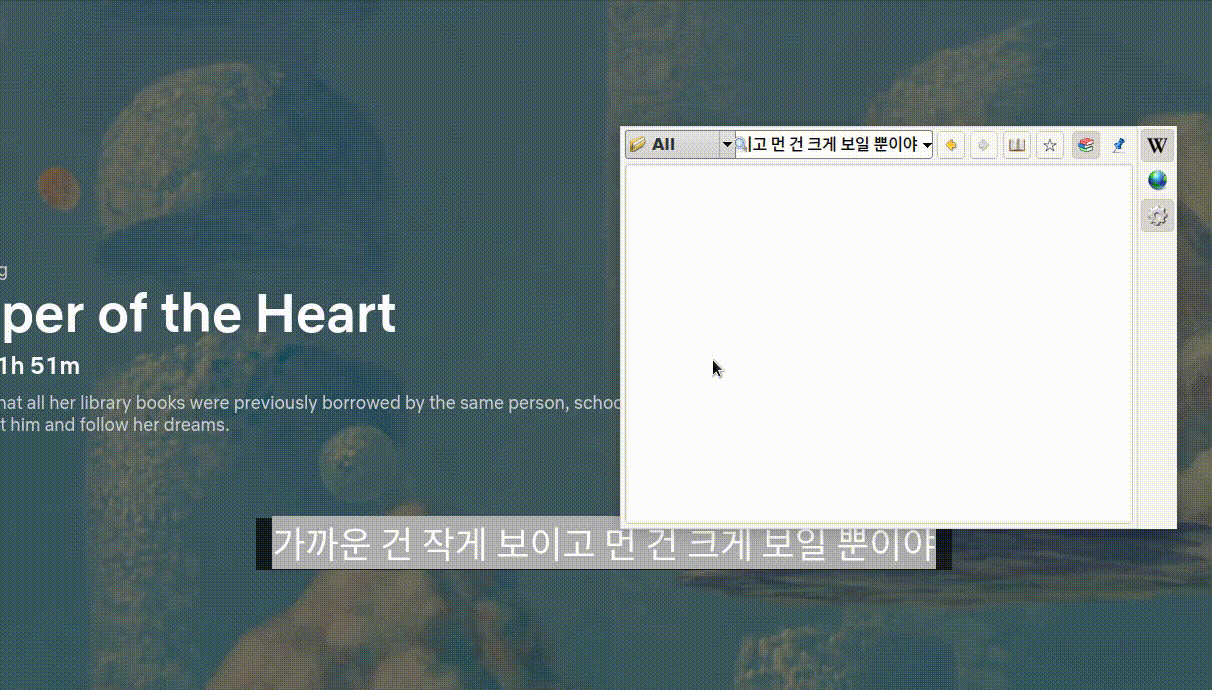 g
per of the Heart
1h 51m
hat all her library books were previously borrowed by the same person, schoo
t him and follow her dreams.
All
고 먼 건 크게 보일 뿐이야
W
가까운 건 작게 보이고 먼 건 크게 보일 뿐이야